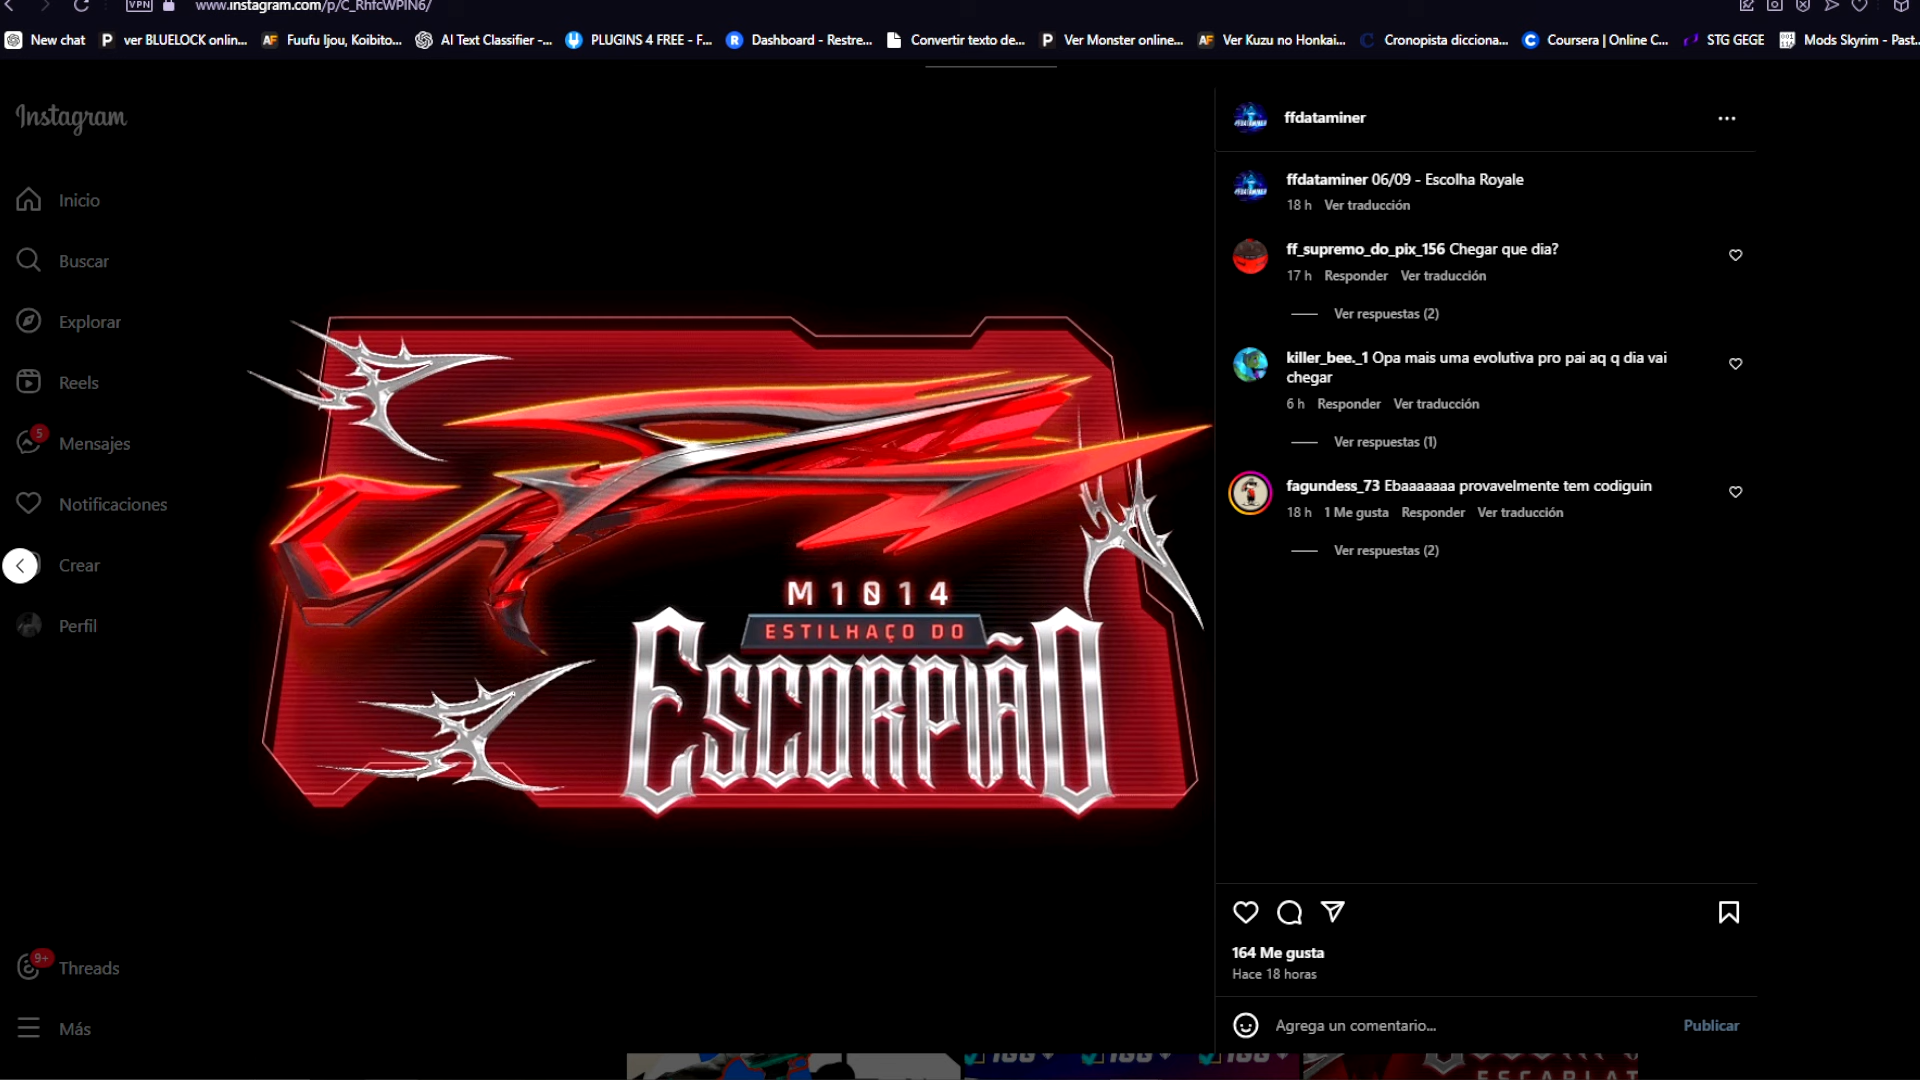 VPN
www.instagram.com/p/C_RhfcWPIN6/
New chat
ver BLUELOCK onlin...
Fuufu Ijou, Koibito...
AI Text Classifier -...
PLUGINS 4 FREE - F...
Dashboard - Restre...
Convertir texto de...
Ver Monster online...
Ver Kuzu no Honkai...
Cronopista dicciona...
Coursera | Online C...
STG GEGE
Mods Skyrim - Past...
Instagram
Inicio
Buscar
Explorar
Reels
5
Mensajes
Notificaciones
Crear
Perfil
9+
Threads
Más
M1014
ESTILHAÇO DO
ESCORPIÃO
ffdataminer
ffdataminer 06/09 - Escolha Royale
18 h Ver traducción
ff_supremo_do_pix_156 Chegar que dia?
17 h Responder Ver traducción
Ver respuestas (2)
killer_bee._1 Opa mais uma evolutiva pro pai aq q dia vai
chegar
6 h Responder Ver traducción
Ver respuestas (1)
fagundess_73 Ebaaaaaaa provavelmente tem codiguin
18 h 1 Me gusta Responder Ver traducción
Ver respuestas (2)
164 Me gusta
Hace 18 horas
Agrega un comentario...
Publicar